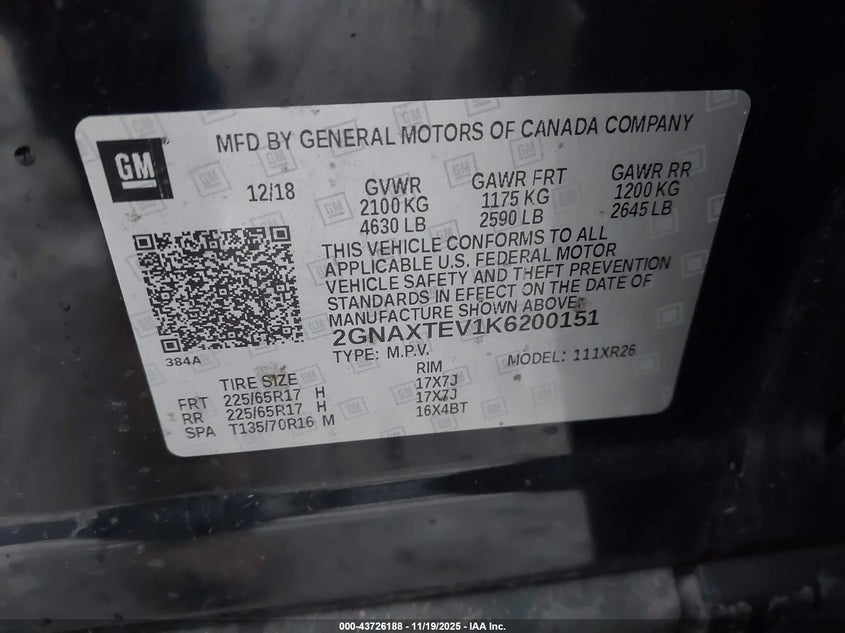 GM
MFD BY GENERAL MOTORS OF CANADA COMPANY
12/18
GVWR
2100 KG
4630 LB
GAWR FRT
1175 KG
2590 LB
GAWR RR
1200 KG
2645 LB
THIS VEHICLE CONFORMS TO ALL
APPLICABLE U.S. FEDERAL MOTOR
VEHICLE SAFETY AND THEFT PREVENTION
STANDARDS IN EFFECT ON THE DATE OF
MANUFACTURE SHOWN ABOVE.
2GNAXTEV1K6200151
384A
TYPE: M.P.V. MODEL: 111XR26
TIRE SIZE RIM
FRT 225/65R17 H 17X7J
RR 225/65R17 H 17X7J
SPA T135/70R16 M 16X4BT
000-43726188 - 11/19/2025 - IAA Inc.